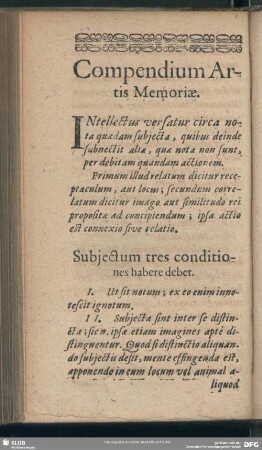 Compendium Ar-
tis Memoriæ.
INtellectus versatur circa no-
ta quædam subjecta, quibus deinde
subnectit alia, quæ nota non sunt,
per debitam quandam actionem.
Primum illud relatum dicitur rece-
ptaculum, aut locus; secundum corre-
latum dicitur imago aut similitudo rei
propositæ ad concipiendum; ipsa actio
est connexio sive relatio.
Subjectum tres conditio-
nes habere debet.
I. Ut sit notum; ex eo enim inno-
tescit ignotum.
II. Subjecta sint inter se distin-
cta; sic n. ipsæ etiam imagines aptè di-
stinguentur. Quod si distinctio aliquan-
do subjectis desit, mente effingenda est,
apponendo in eum locum vel animal a-
liquod
SLUB
DFG